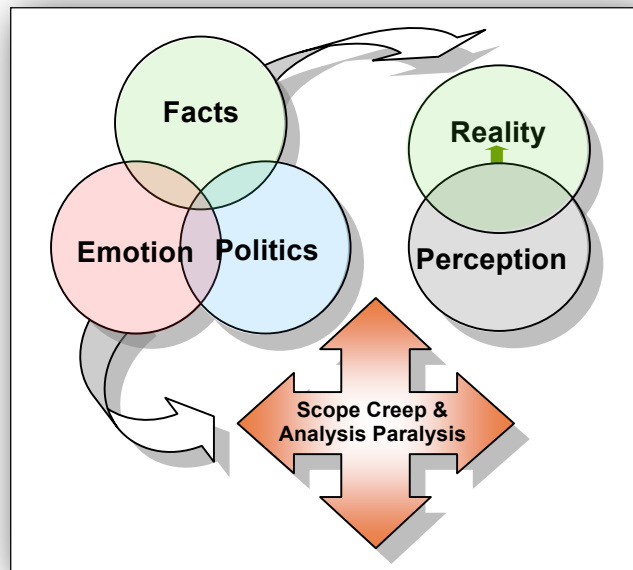 Facts
Reality
Emotion
Politics
Perception
Scope Creep &
Analysis Paralysis